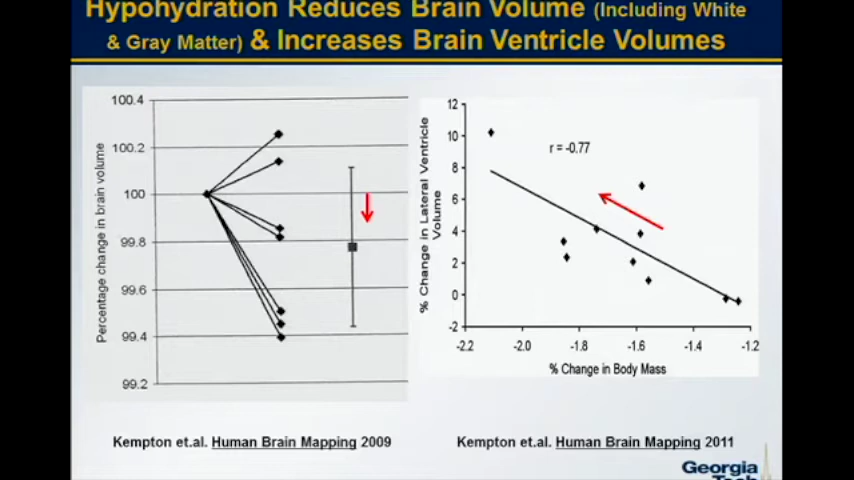 Hypohydration Reduces Brain Volume (Including White
& Gray Matter) & Increases Brain Ventricle Volumes
Percentage change in brain volume
100.4
100.2
100
99.8
99.6
99.4
99.2
% Change in Lateral Ventricle
Volume
12
10
8
6
4
2
0
-2
r = -0.77
-2.2
-2.0
-1.8
-1.6
-1.4
-1.2
% Change in Body Mass
Kempton et.al. Human Brain Mapping 2009
Kempton et.al. Human Brain Mapping 2011
Georgia
Tech